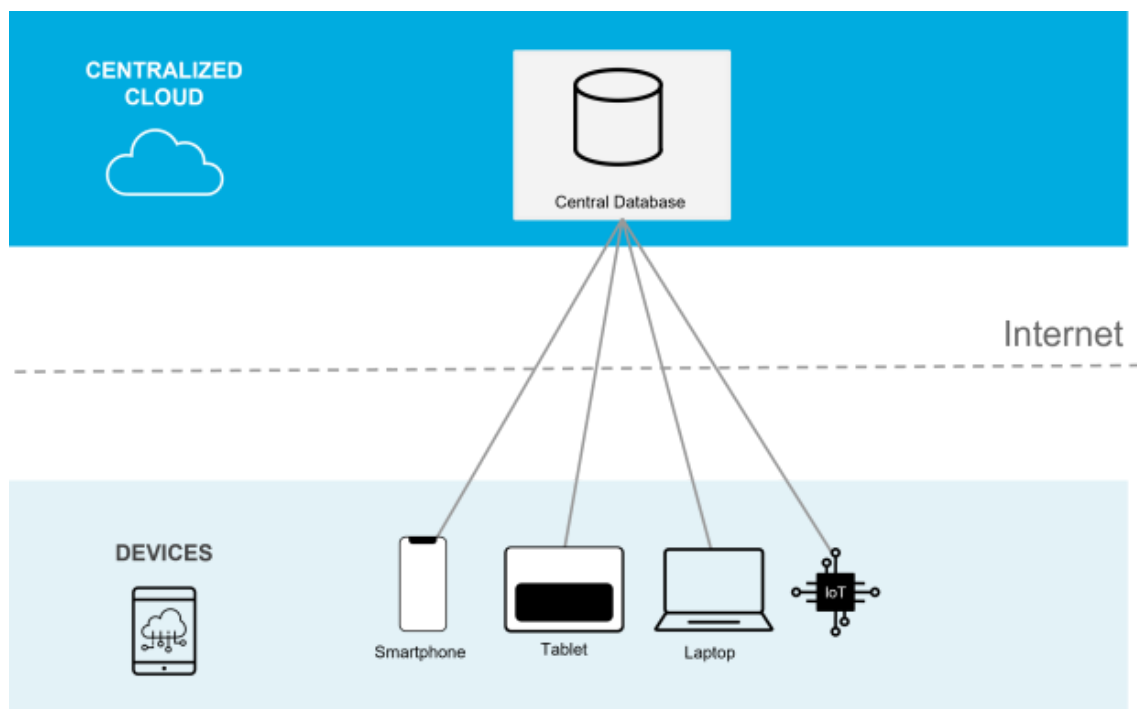 CENTRALIZED
CLOUD
Central Database
Internet
DEVICES
IoT
Smartphone
Tablet
Laptop